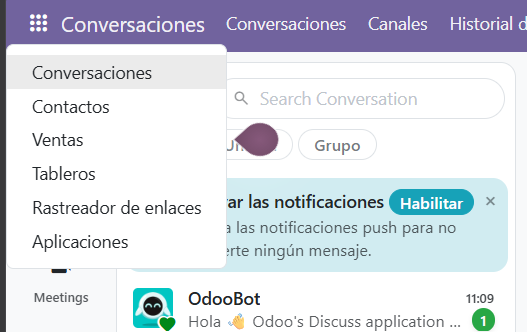 Conversaciones Conversaciones Canales Historial d
Conversaciones
Contactos
Ventas
Tableros
Rastreador de enlaces
Aplicaciones
Search Conversation
Grupo
las notificaciones Habilitar
las notificaciones push para no
ningún mensaje.
Meetings
OdooBot 11:09
Hola 👋 Odoo's Discuss application ... 1